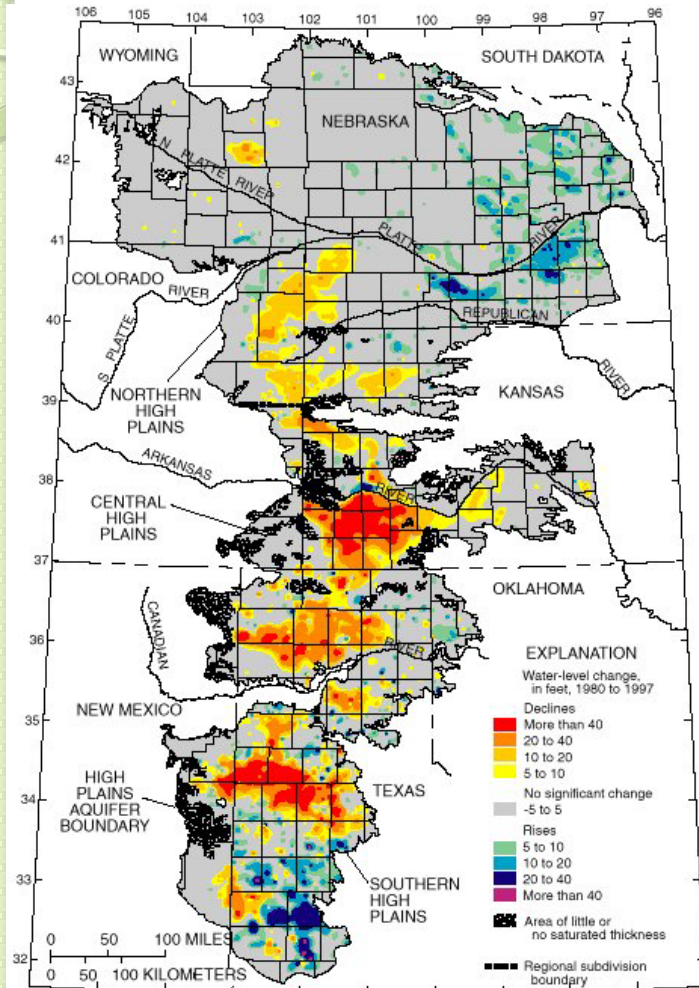 106 105 104 103 102 101 100 99 98 97 96
WYOMING
SOUTH DAKOTA
43
NEBRASKA
N PLATTE RIVER
42
PLATTE
RIVER
41
COLORADO
RIVER
S PLATTE
REPUBLICAN
RIVER
40
NORTHERN
HIGH
PLAINS
KANSAS
39
ARKANSAS
RIVER
38
CENTRAL
HIGH
PLAINS
37
OKLAHOMA
CANADIAN
RIVER
36
NEW MEXICO
35
EXPLANATION
Water-level change,
in feet, 1980 to 1997
Declines
More than 40
20 to 40
10 to 20
5 to 10
No significant change
-5 to 5
Rises
5 to 10
10 to 20
20 to 40
More than 40
Area of little or
no saturated thickness
Regional subdivision
boundary
TEXAS
HIGH
PLAINS
AQUIFER
BOUNDARY
34
SOUTHERN
HIGH
PLAINS
33
0 50 100 MILES
0 50 100 KILOMETERS
32